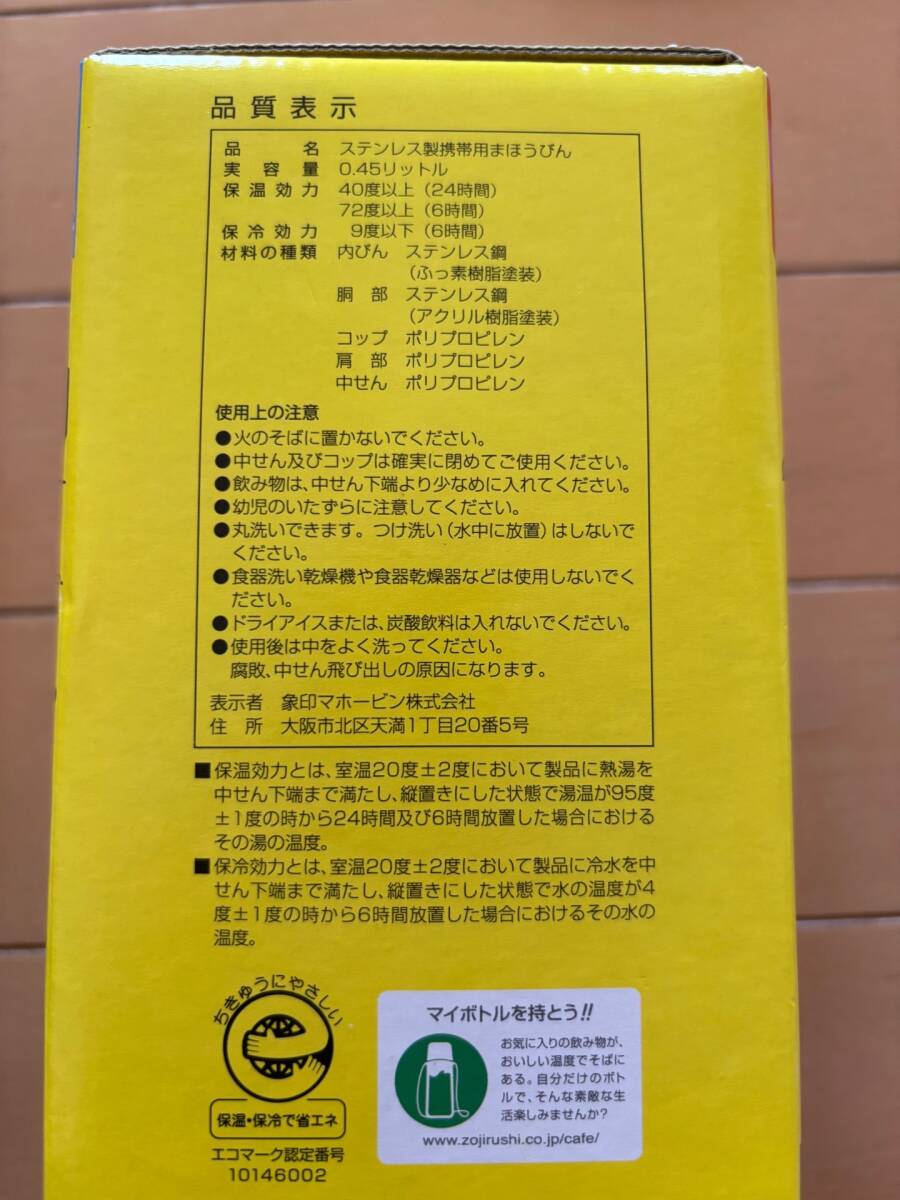 品質表示
品名 ステンレス製携帯用まほうびん
実容量 0.45リットル
保温効力 40度以上(24時間)
72度以上(6時間)
保冷効力 9度以下(6時間)
材料の種類 内びん ステンレス鋼
(ふっ素樹脂塗装)
胴部 ステンレス鋼
(アクリル樹脂塗装)
コップ ポリプロピレン
肩部 ポリプロピレン
中せん ポリプロピレン
使用上の注意
●火のそばに置かないでください。
●中せん及びコップは確実に閉めてご使用ください。
●飲み物は、中せん下端より少なめに入れてください。
●幼児のいたずらに注意してください。
●丸洗いできます。つけ洗い(水中に放置)はしないで
ください。
●食器洗い乾燥機や食器乾燥器などは使用しないでく
ださい。
●ドライアイスまたは、炭酸飲料は入れないでください。
●使用後は中をよく洗ってください。
腐敗、中せん飛び出しの原因になります。
表示者 象印マホービン株式会社
住所 大阪市北区天満1丁目20番5号
■保温効力とは、室温20度±2度において製品に熱湯を
中せん下端まで満たし、縦置きにした状態で湯温が95度
±1度の時から24時間及び6時間放置した場合における
その湯の温度。
■保冷効力とは、室温20度±2度において製品に冷水を中
せん下端まで満たし、縦置きにした状態で水の温度が4
度±1度の時から6時間放置した場合におけるその水の
温度。
ちきゅうにやさしい
保温・保冷で省エネ
エコマーク認定番号
10146002
マイボトルを持とう!!
お気に入りの飲み物が、
おいしい温度でそばに
ある。自分だけのボト
ルで、そんな素敵な生
活楽しみませんか?
www.zojirushi.co.jp/cafe/